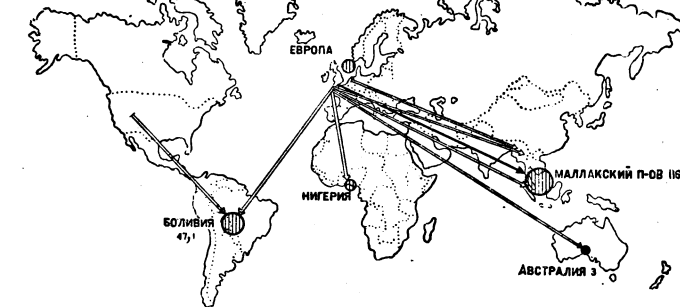 ЕВРОПА
МАЛЛАКСКИЙ П-ОВ 116
НИГЕРИЯ
БОЛИВИЯ
47,1
АВСТРАЛИЯ 3